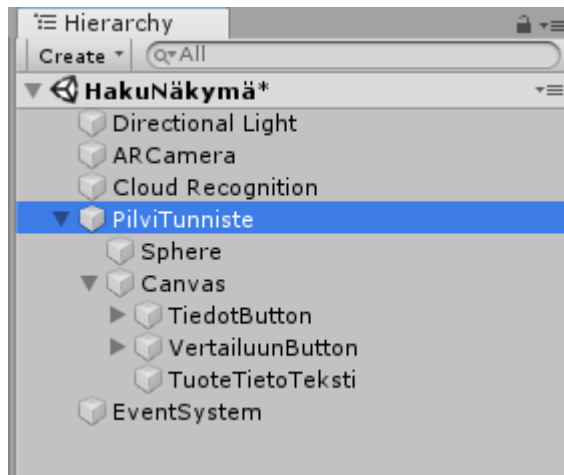 Hierarchy
Create All
HakuNäkymä*
Directional Light
ARCamera
Cloud Recognition
PilviTunniste
Sphere
Canvas
TiedotButton
VertailuunButton
TuoteTietoTeksti
EventSystem